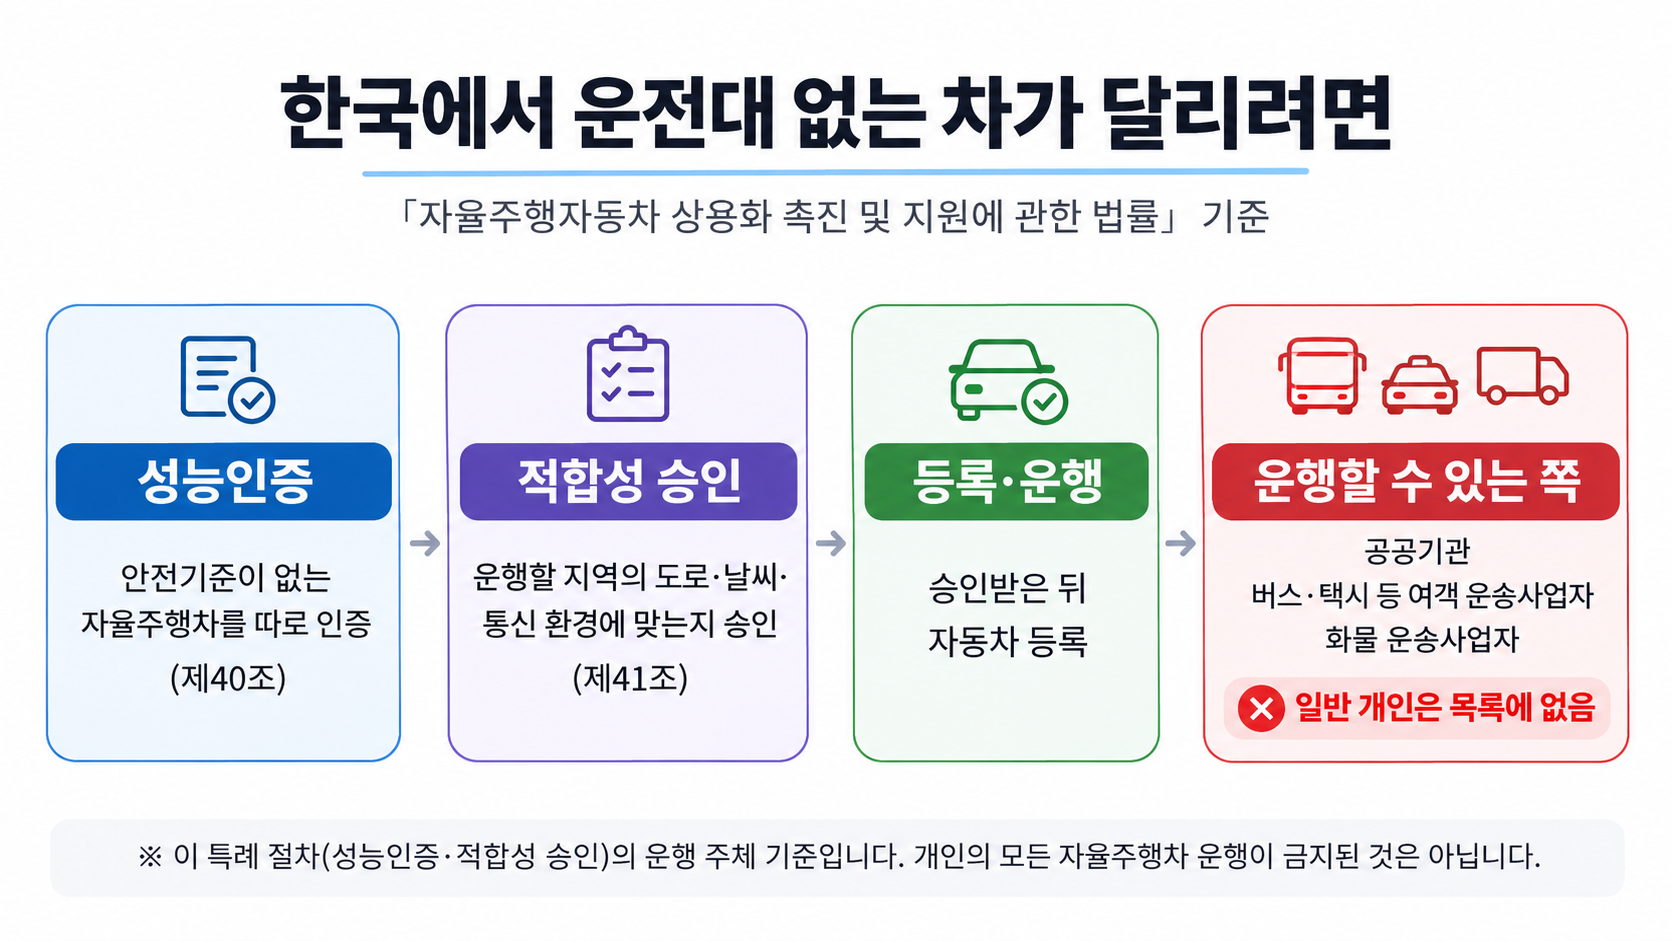 한국에서 운전대 없는 차가 달리려면
「자율주행자동차 상용화 촉진 및 지원에 관한 법률」 기준
성능인증
안전기준이 없는
자율주행차를 따로 인증
(제40조)
적합성 승인
운행할 지역의 도로·날씨·
통신 환경에 맞는지 승인
(제41조)
등록·운행
승인받은 뒤
자동차 등록
운행할 수 있는 쪽
공공기관
버스·택시 등 여객 운송사업자
화물 운송사업자
일반 개인은 목록에 없음
※ 이 특례 절차(성능인증·적합성 승인)의 운행 주체 기준입니다. 개인의 모든 자율주행차 운행이 금지된 것은 아닙니다.